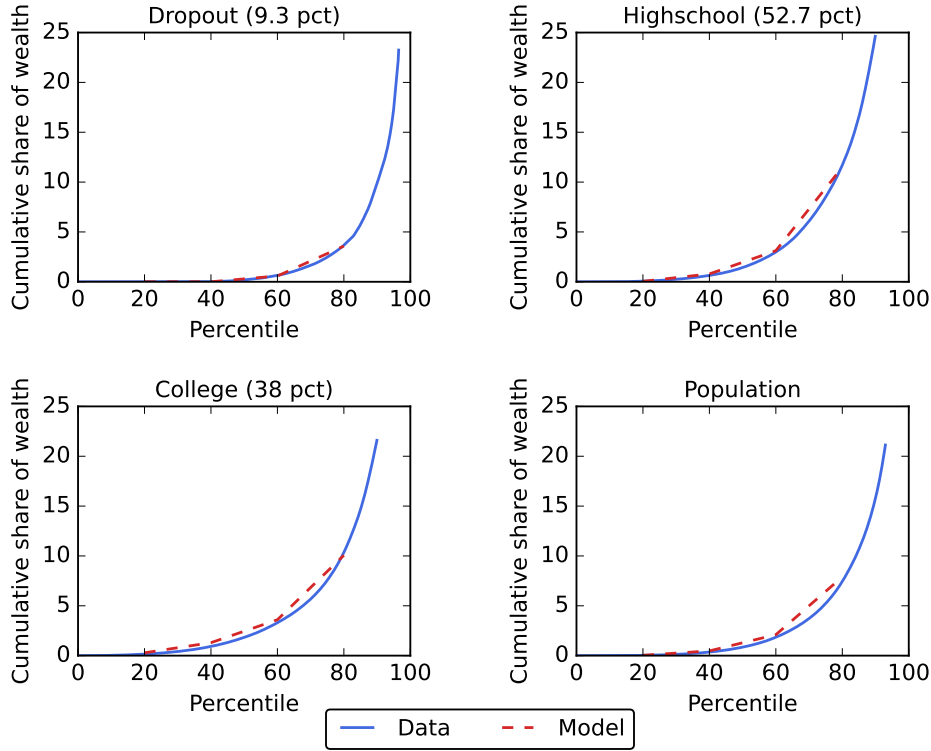 Dropout (9.3 pct)
Cumulative share of wealth
25
20
15
10
5
0
0 20 40 60 80 100
Percentile
Highschool (52.7 pct)
Cumulative share of wealth
25
20
15
10
5
0
0 20 40 60 80 100
Percentile
College (38 pct)
Cumulative share of wealth
25
20
15
10
5
0
0 20 40 60 80 100
Percentile
Population
Cumulative share of wealth
25
20
15
10
5
0
0 20 40 60 80 100
Percentile
Data Model